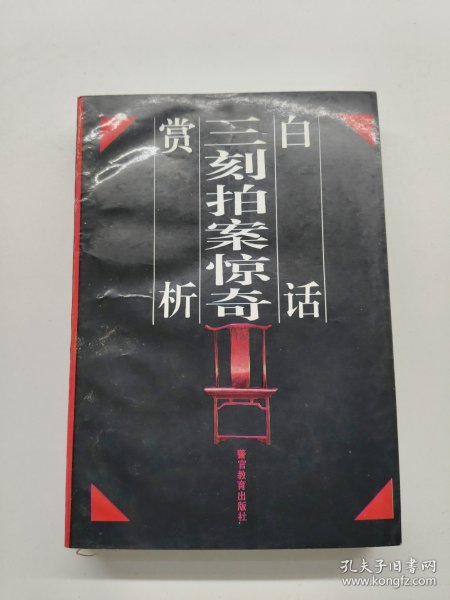 白话
三刻拍案惊奇
赏析
警官教育出版社
孔夫子旧书网
www.kongfz.com